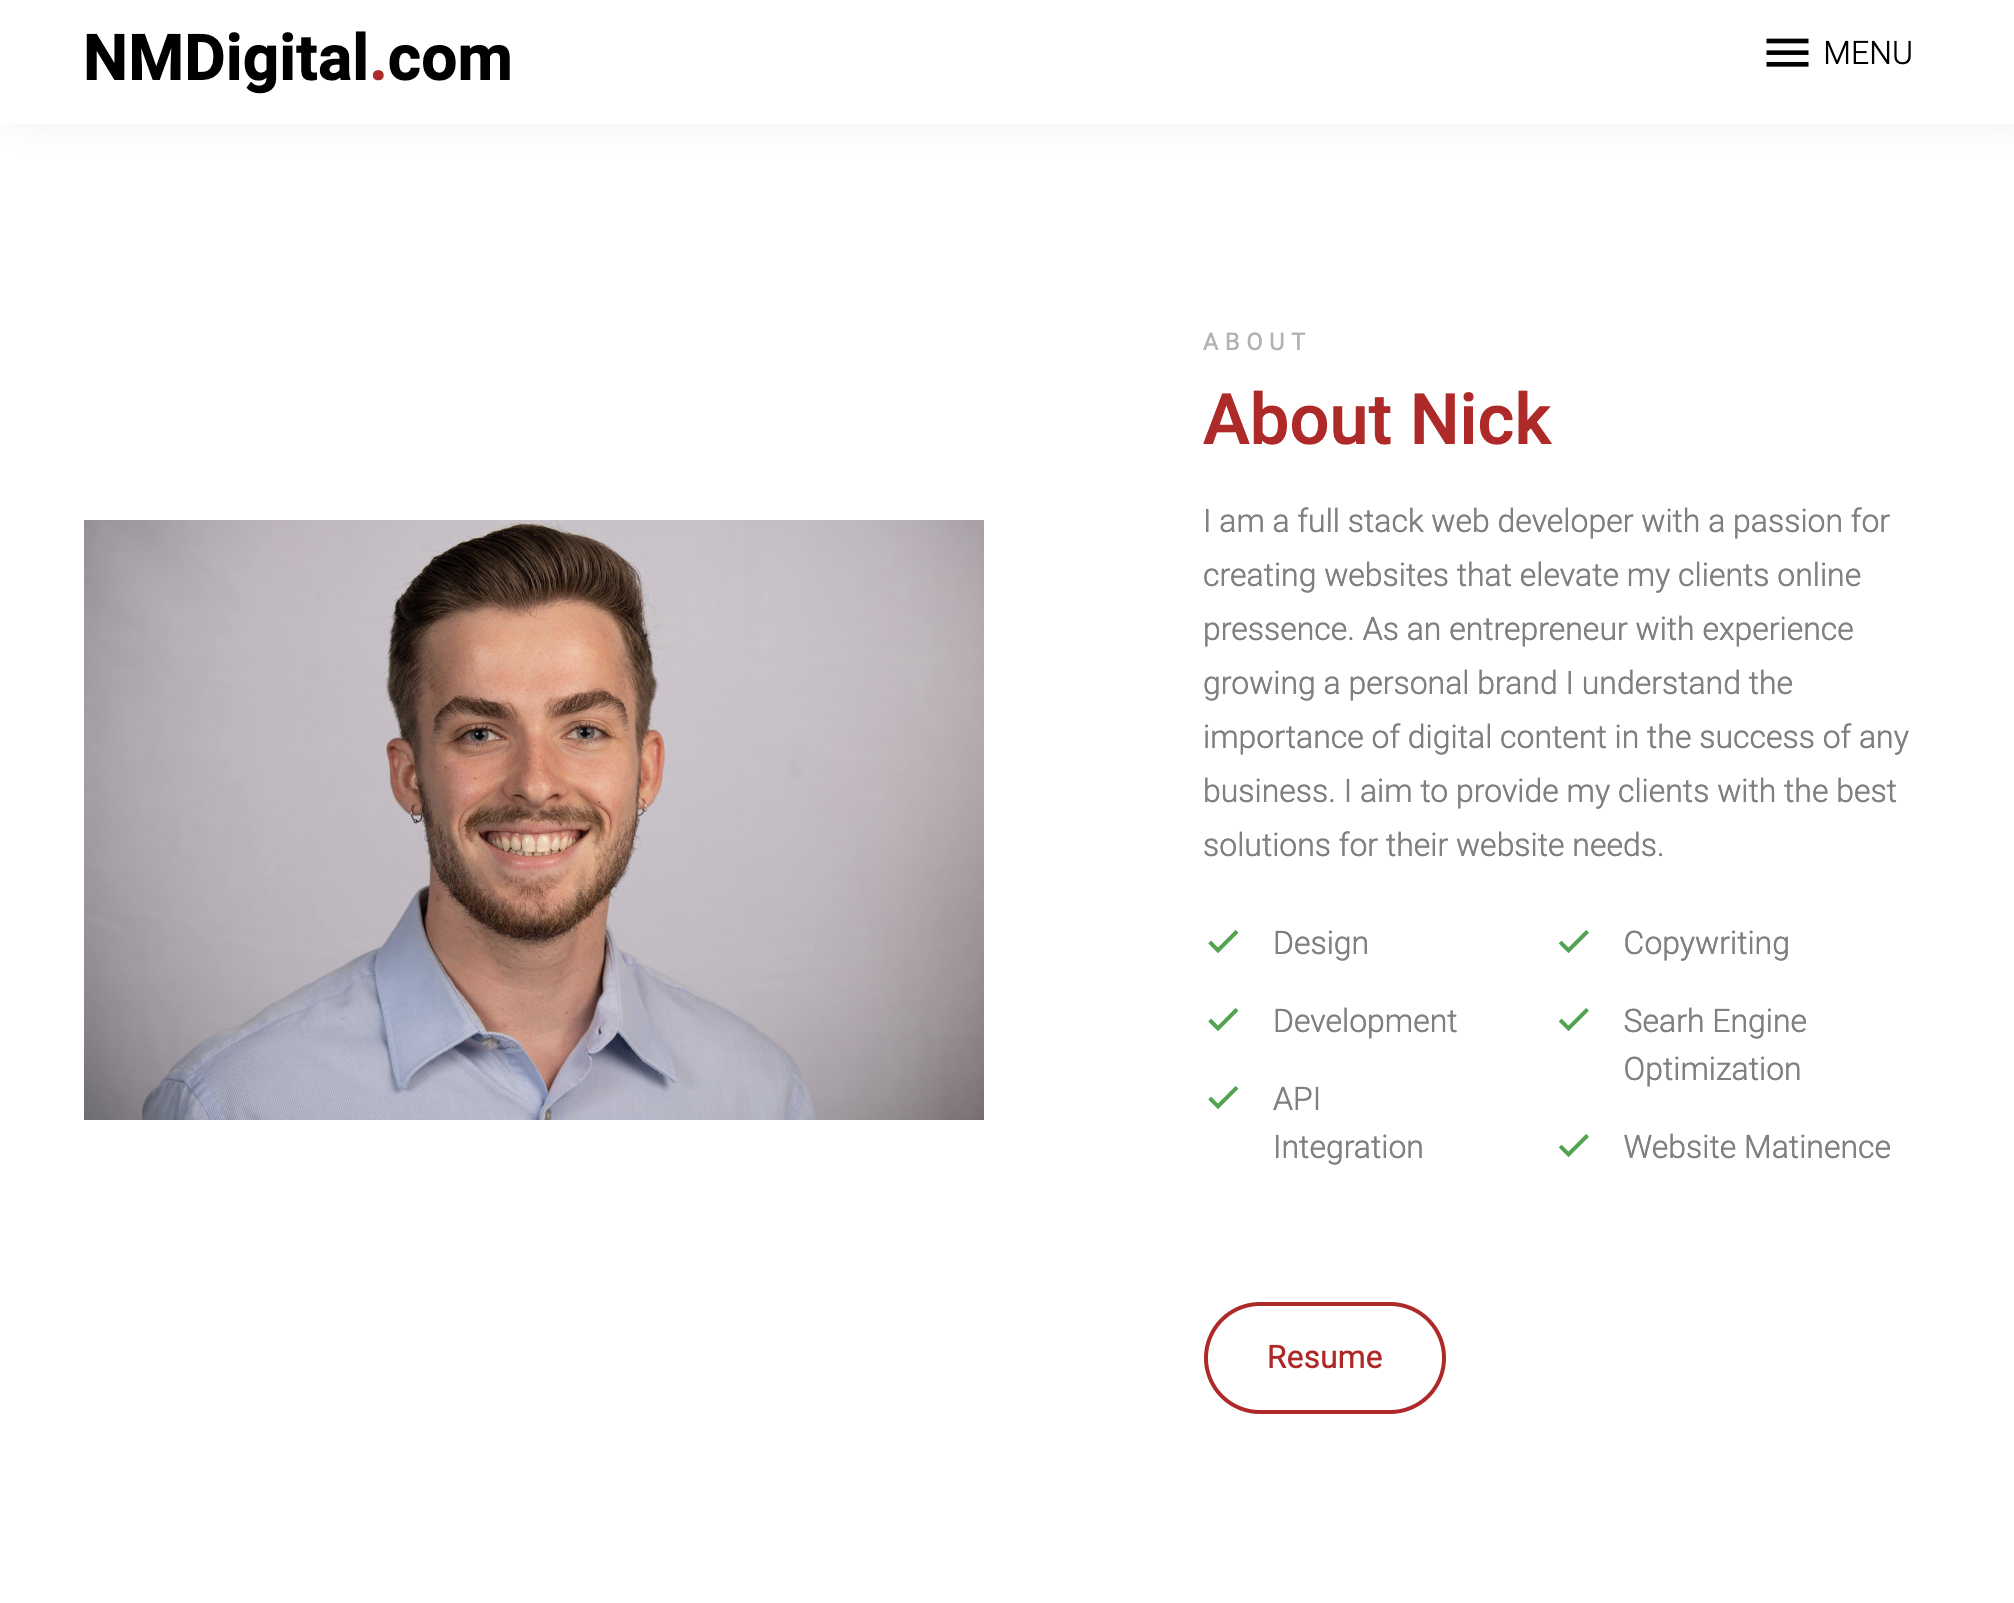 NMDigital.com
MENU
ABOUT
About Nick
I am a full stack web developer with a passion for
creating websites that elevate my clients online
pressence. As an entrepreneur with experience
growing a personal brand I understand the
importance of digital content in the success of any
business. I aim to provide my clients with the best
solutions for their website needs.
Design
Development
API
Integration
Copywriting
Searh Engine
Optimization
Website Matinence
Resume